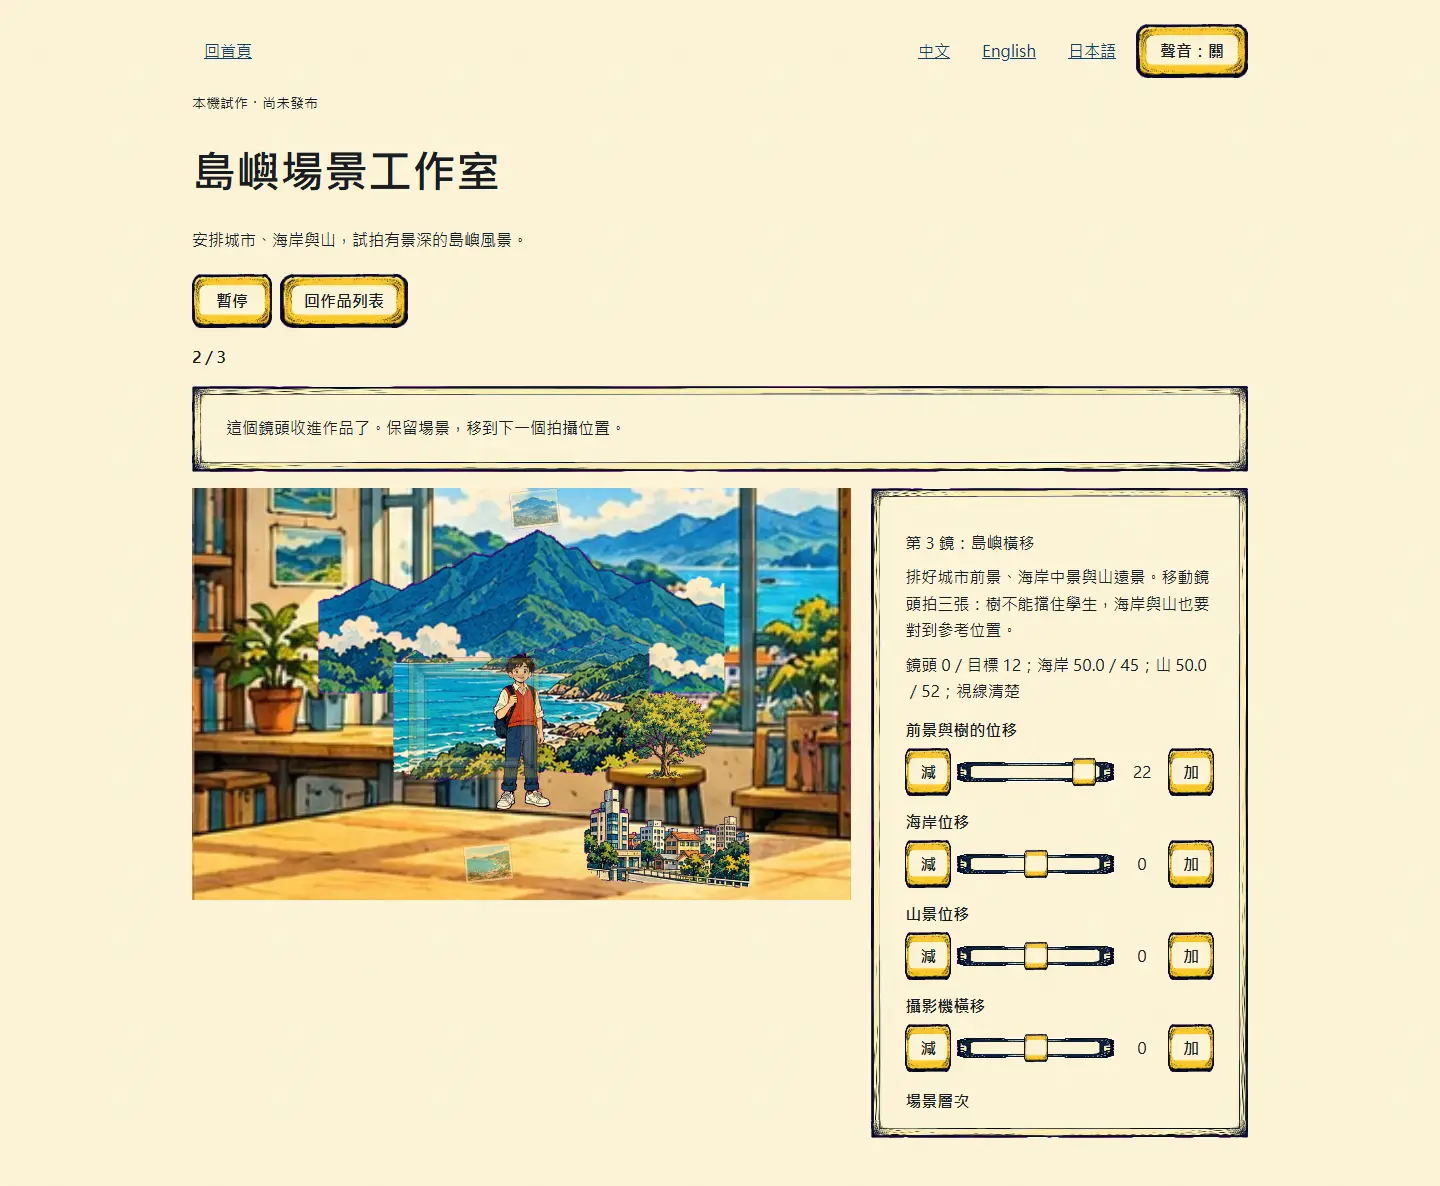 回首頁
中文 English 日本語 聲音：關
本機試作・尚未發布
島嶼場景工作室
安排城市、海岸與山，試拍有景深的島嶼風景。
暫停 回作品列表
2 / 3
這個鏡頭收進作品了。保留場景，移到下一個拍攝位置。
第 3 鏡：島嶼橫移
排好城市前景、海岸中景與山遠景。移動鏡
頭拍三張：樹不能擋住學生，海岸與山也要
對到參考位置。
鏡頭 0 / 目標 12；海岸 50.0 / 45；山 50.0
/ 52；視線清楚
前景與樹的位移
減 22 加
海岸位移
減 0 加
山景位移
減 0 加
攝影機橫移
減 0 加
場景層次